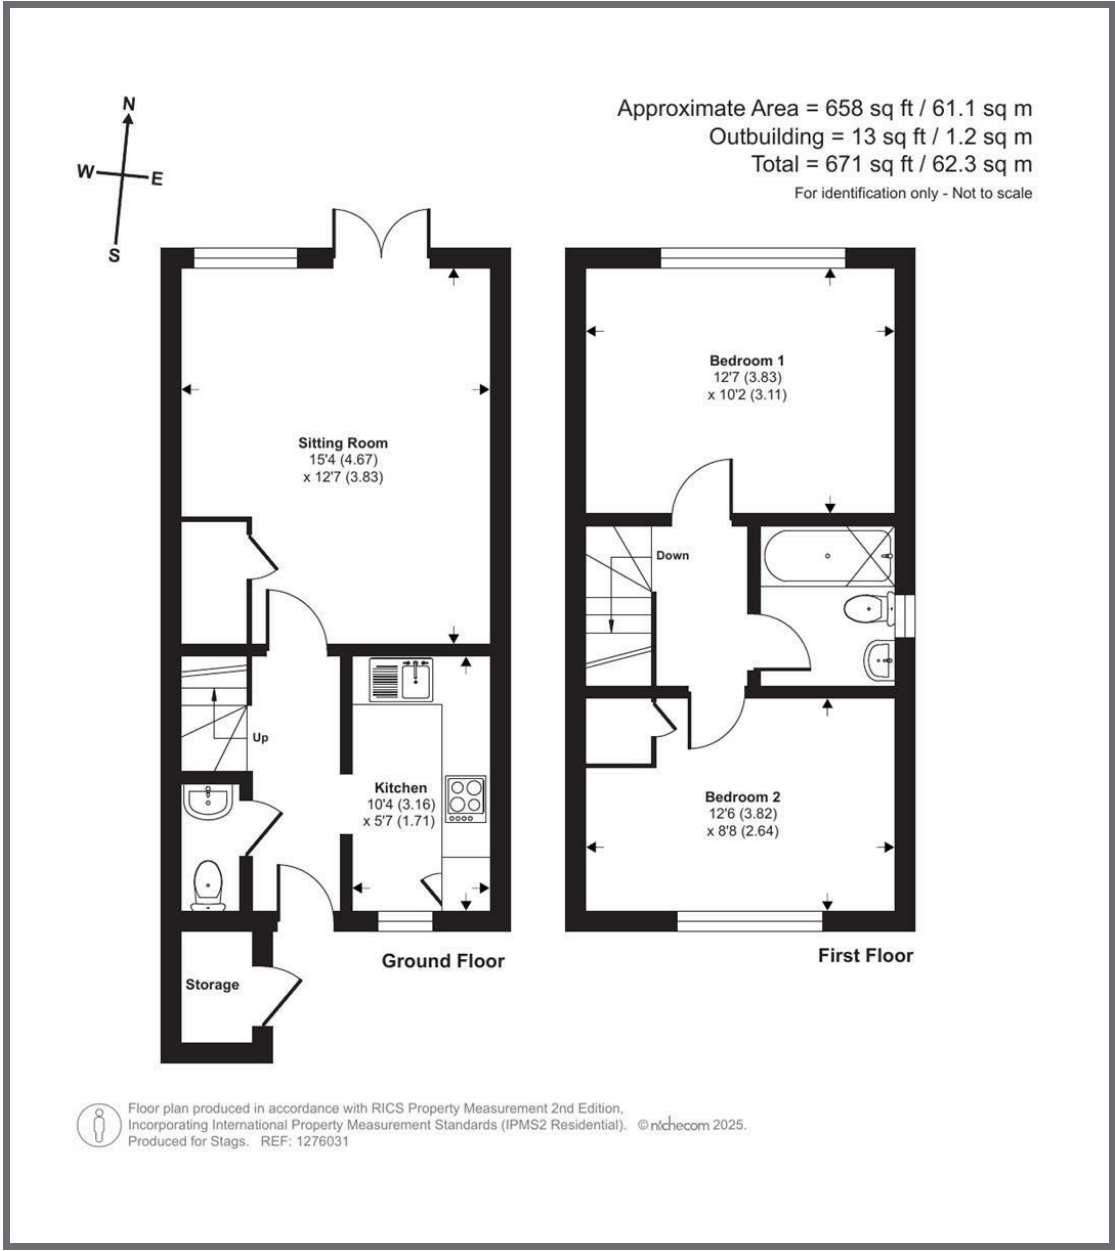 N
W
E
S
Approximate Area = 658 sq ft / 61.1 sq m
Outbuilding = 13 sq ft / 1.2 sq m
Total = 671 sq ft / 62.3 sq m
For identification only - Not to scale
Sitting Room
15'4 (4.67)
x 12'7 (3.83)
Up
Kitchen
10'4 (3.16)
x 5'7 (1.71)
Storage
Ground Floor
Bedroom 1
12'7 (3.83)
x 10'2 (3.11)
Down
Bedroom 2
12'6 (3.82)
x 8'8 (2.64)
First Floor
Floor plan produced in accordance with RICS Property Measurement 2nd Edition,
Incorporating International Property Measurement Standards (IPMS2 Residential). © nichecom 2025.
Produced for Stags. REF: 1276031